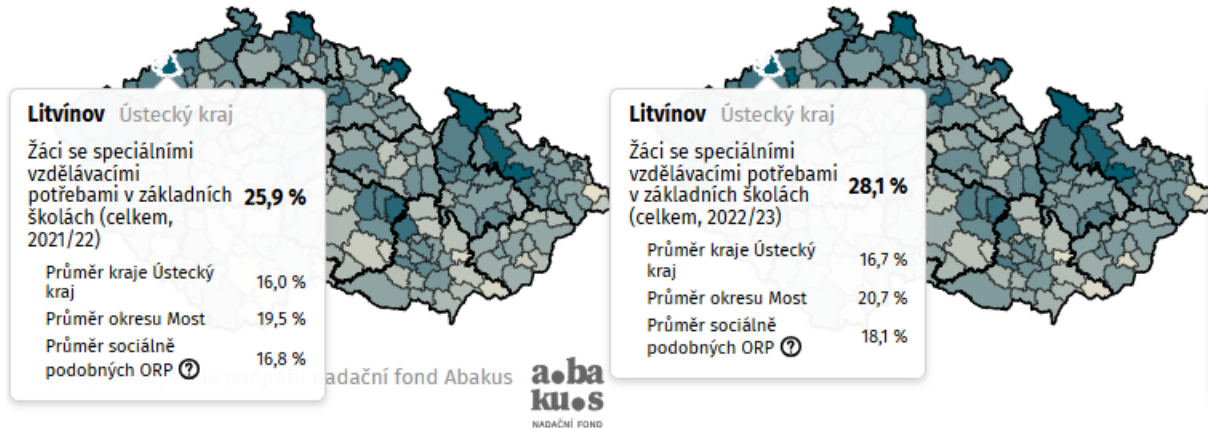 Litvínov Ústecký kraj
Žáci se speciálními
vzdělávacími
potřebami v základních 25,9 %
školách (celkem,
2021/22)
Průměr kraje Ústecký
kraj 16,0 %
Průměr okresu Most 19,5 %
Průměr sociálně
podobných ORP ? 16,8 %
Litvínov Ústecký kraj
Žáci se speciálními
vzdělávacími potřebami
v základních školách 28,1 %
(celkem, 2022/23)
Průměr kraje Ústecký
kraj 16,7 %
Průměr okresu Most 20,7 %
Průměr sociálně
podobných ORP ? 18,1 %
nadační fond Abakus
a•ba
ku•s
NADAČNÍ FOND